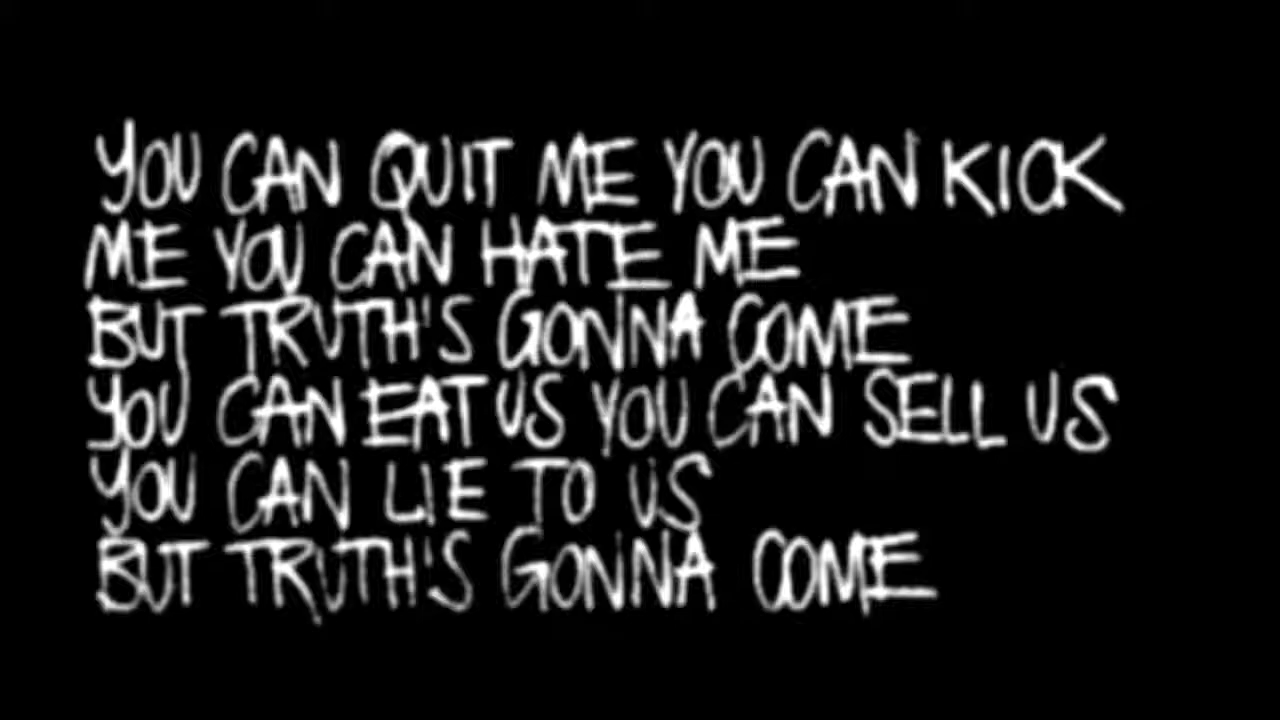 YOU CAN QUIT ME YOU CAN KICK
ME YOU CAN HATE ME
BUT TRUTH'S GONNA COME
YOU CAN EAT US YOU CAN SELL US
YOU CAN LIE TO US
BUT TRUTH'S GONNA COME